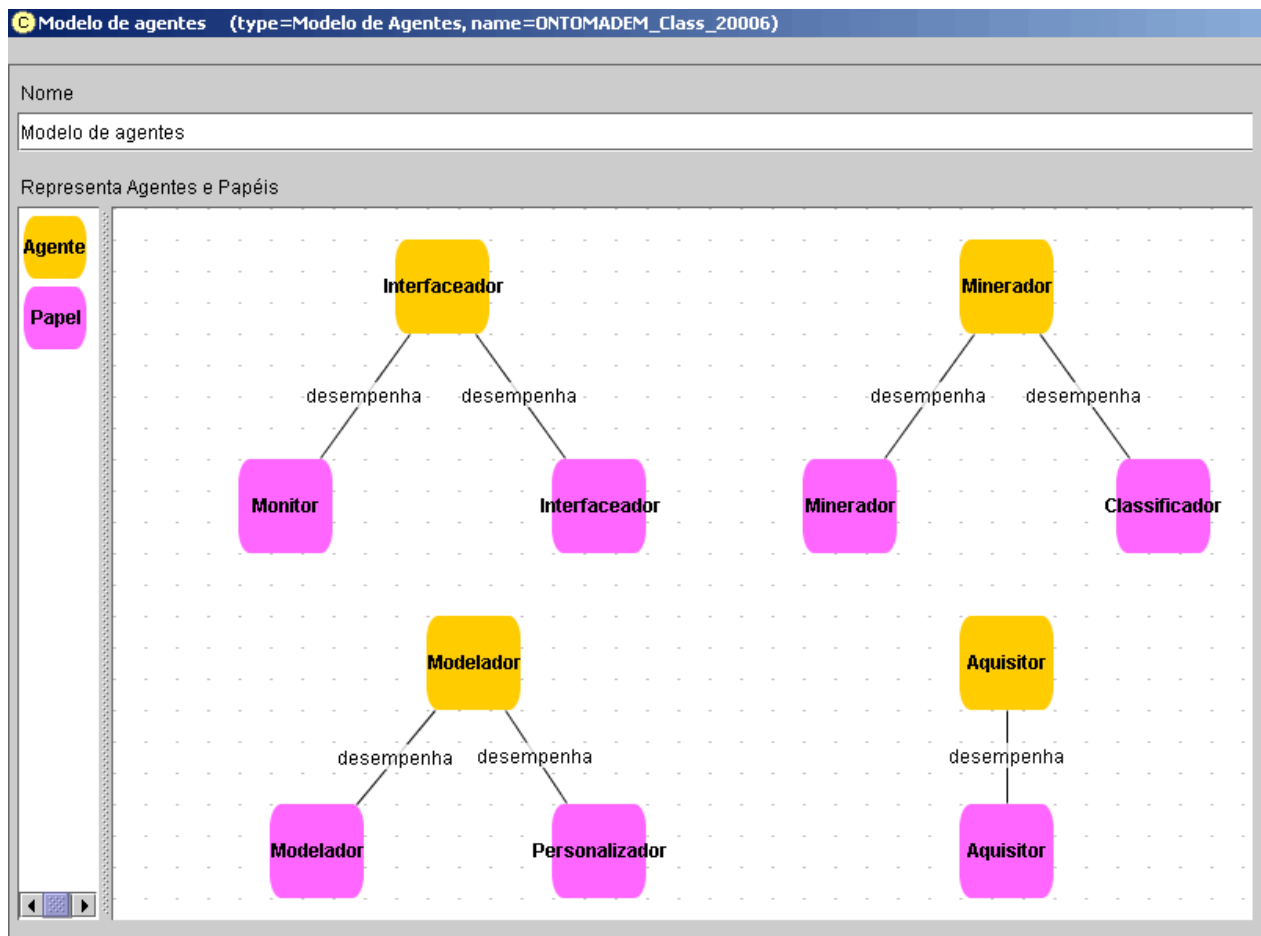 C Modelo de agentes (type=Modelo de Agentes, name=ONTOMADEM_Class_20006)
Nome
Modelo de agentes
Representa Agentes e Papéis
Agente
Papel
Interfaceador
Minerador
desempenha desempenha
desempenha desempenha
Monitor
Interfaceador
Minerador
Classificador
Modelador
Aquisitor
desempenha desempenha
desempenha
Modelador
Personalizador
Aquisitor